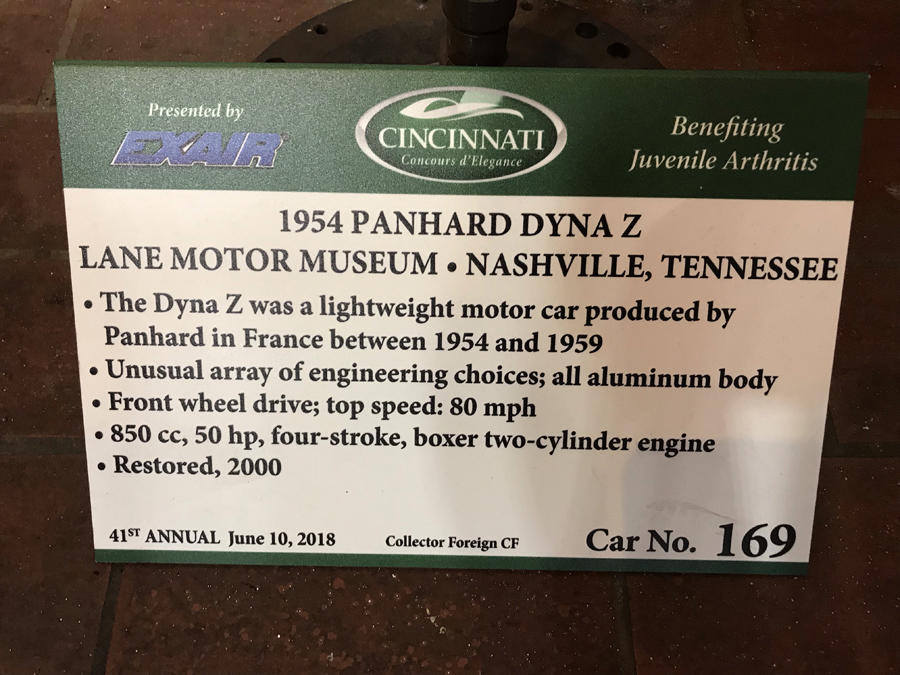 Presented by
EXAIR
CINCINNATI
Concours d'Elegance
Benefiting
Juvenile Arthritis
1954 PANHARD DYNA Z
LANE MOTOR MUSEUM • NASHVILLE, TENNESSEE
• The Dyna Z was a lightweight motor car produced by
Panhard in France between 1954 and 1959
• Unusual array of engineering choices; all aluminum body
• Front wheel drive; top speed: 80 mph
• 850 cc, 50 hp, four-stroke, boxer two-cylinder engine
• Restored, 2000
41ST ANNUAL June 10, 2018
Collector Foreign CF
Car No. 169